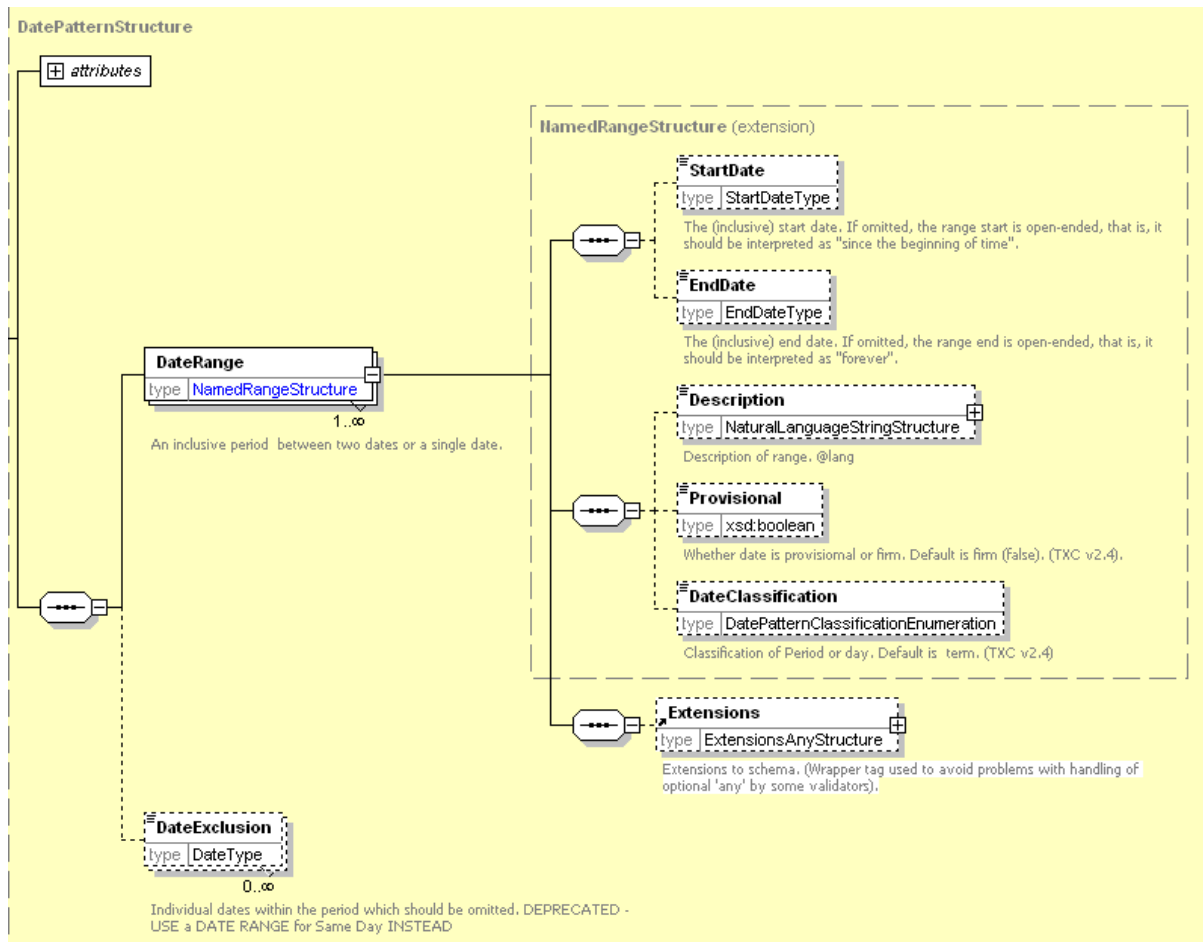 DatePatternStructure
attributes
NamedRangeStructure (extension)
StartDate
type StartDateType
The (inclusive) start date. If omitted, the range start is open-ended, that is, it
should be interpreted as "since the beginning of time".
EndDate
type EndDateType
The (inclusive) end date. If omitted, the range end is open-ended, that is, it
should be interpreted as "forever".
DateRange
type NamedRangeStructure
1..∞
An inclusive period between two dates or a single date.
Description
type NaturalLanguageStringStructure
Description of range. @lang
Provisional
type xsd:boolean
Whether date is provisiomal or firm. Default is firm (false). (TXC v2.4).
DateClassification
type DatePatternClassificationEnumeration
Classification of Period or day. Default is term. (TXC v2.4)
Extensions
type ExtensionsAnyStructure
Extensions to schema. (Wrapper tag used to avoid problems with handling of
optional 'any' by some validators).
DateExclusion
type DateType
0..∞
Individual dates within the period which should be omitted. DEPRECATED -
USE a DATE RANGE for Same Day INSTEAD